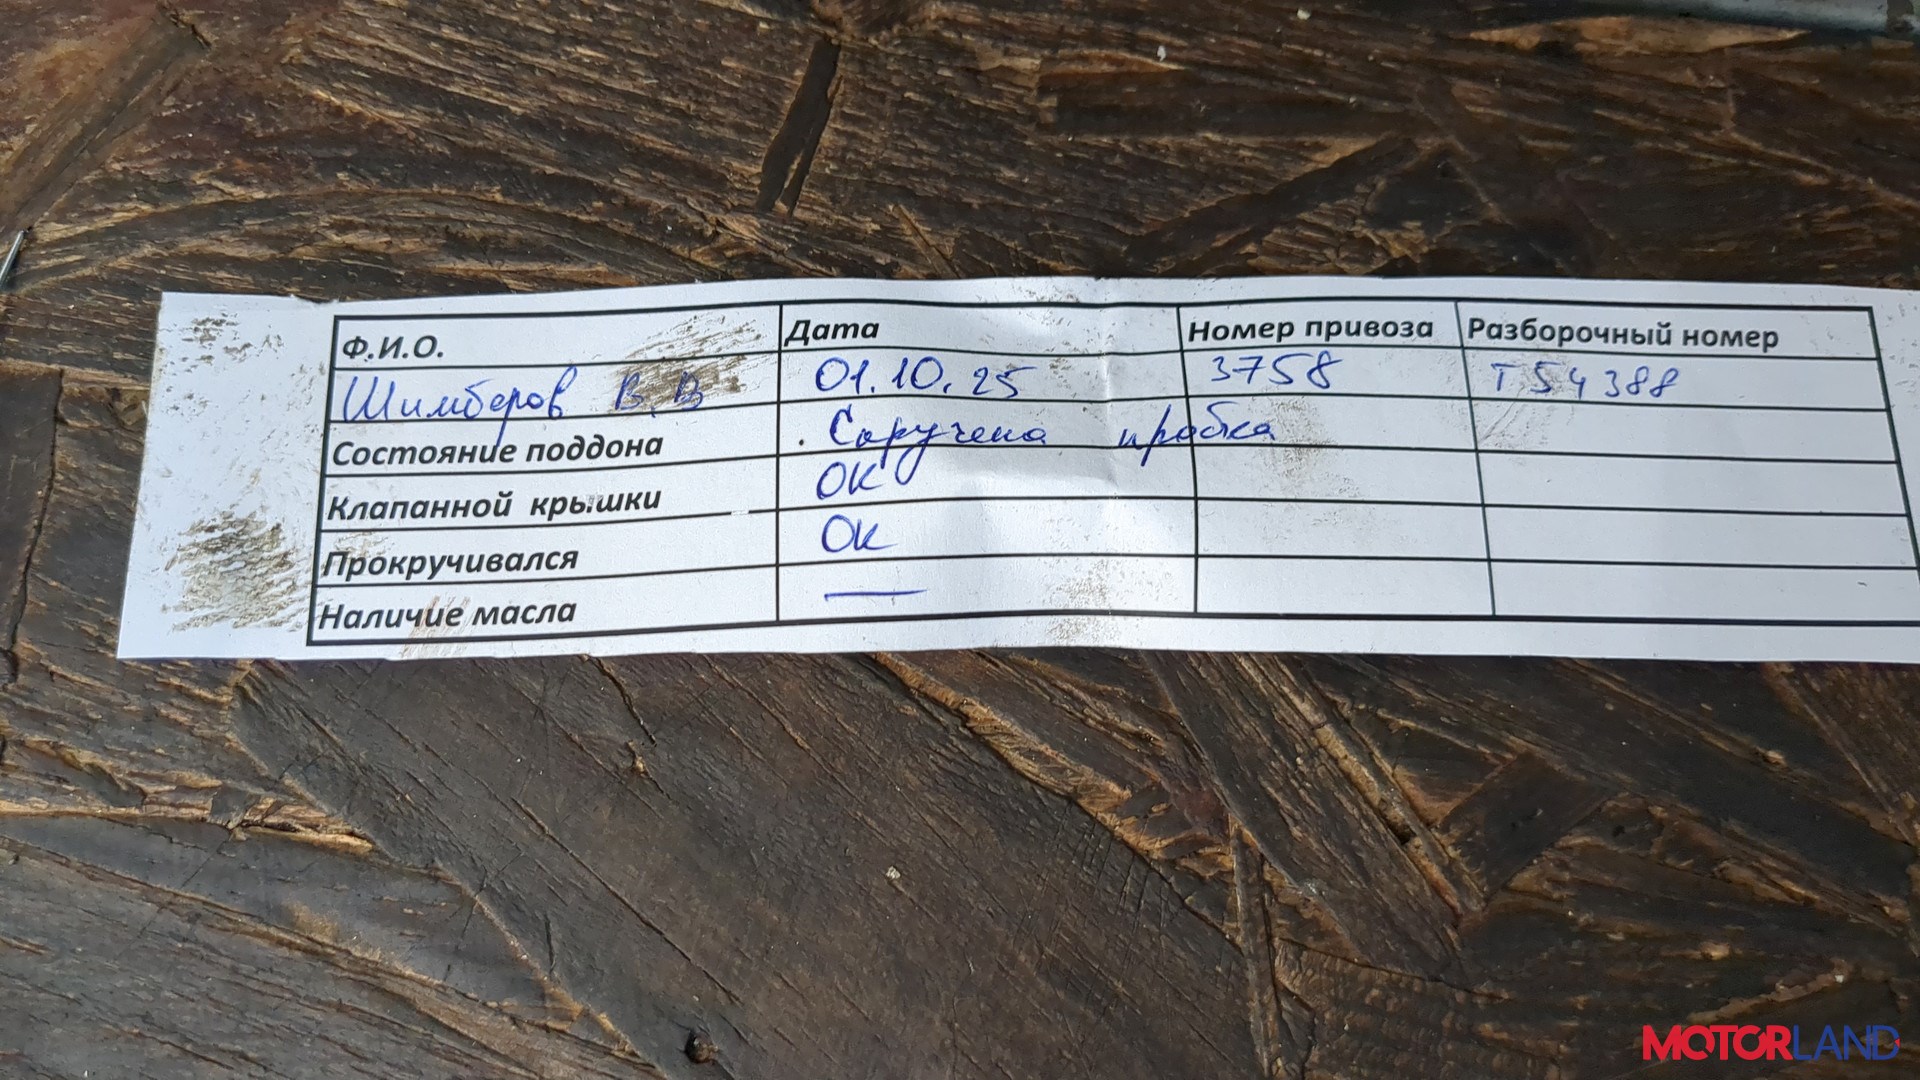 Ф.И.О. Дата Номер привоза Разборочный номер
Шимберов В.В 01.10.25 3758 Т54388
Состояние поддона . Скручена пробка
Клапанной крышки ОК
Прокручивался ОК
Наличие масла —
MOTORLAND